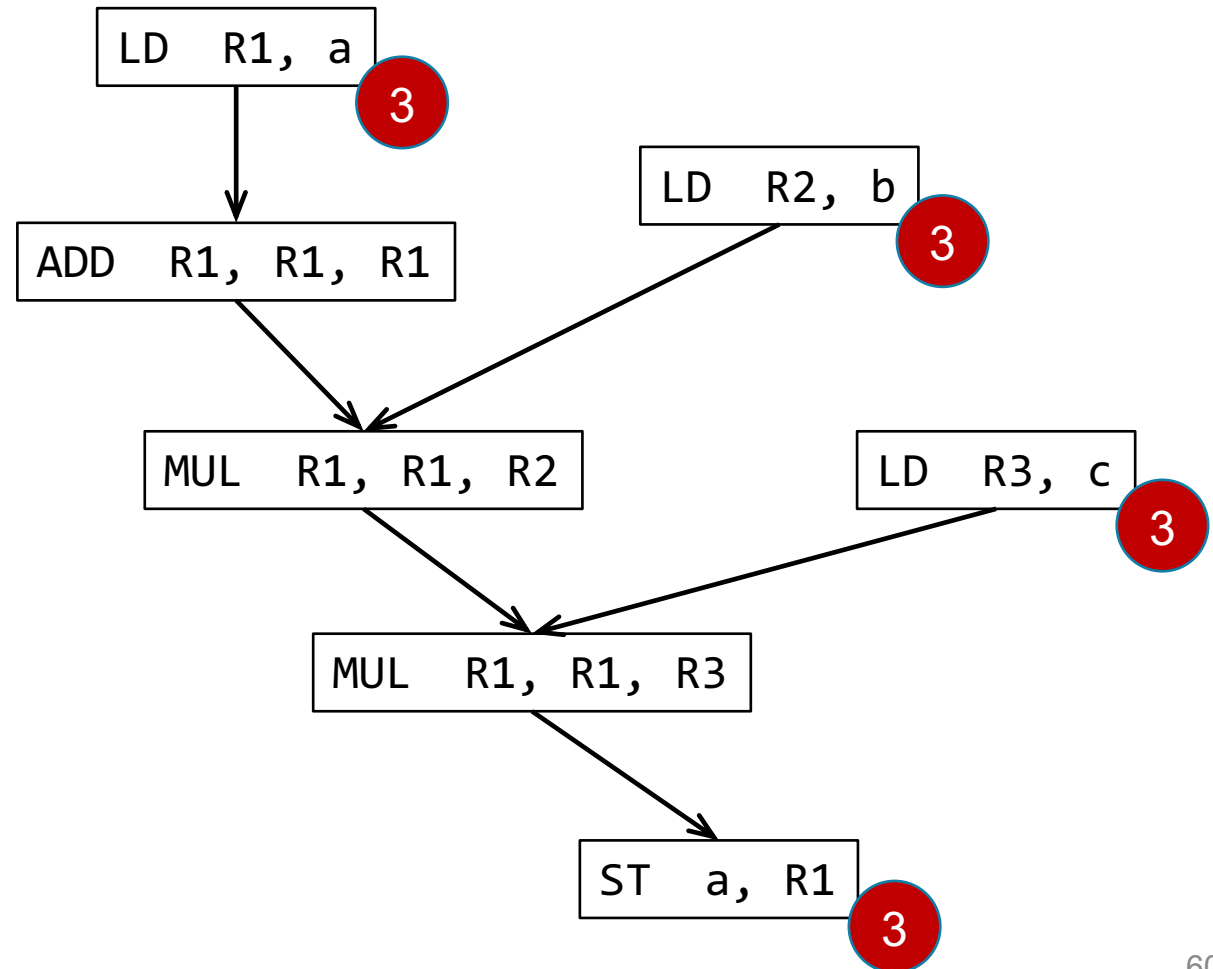 LD R1, a
3
LD R2, b
3
ADD R1, R1, R1
MUL R1, R1, R2
LD R3, c
3
MUL R1, R1, R3
ST a, R1
3